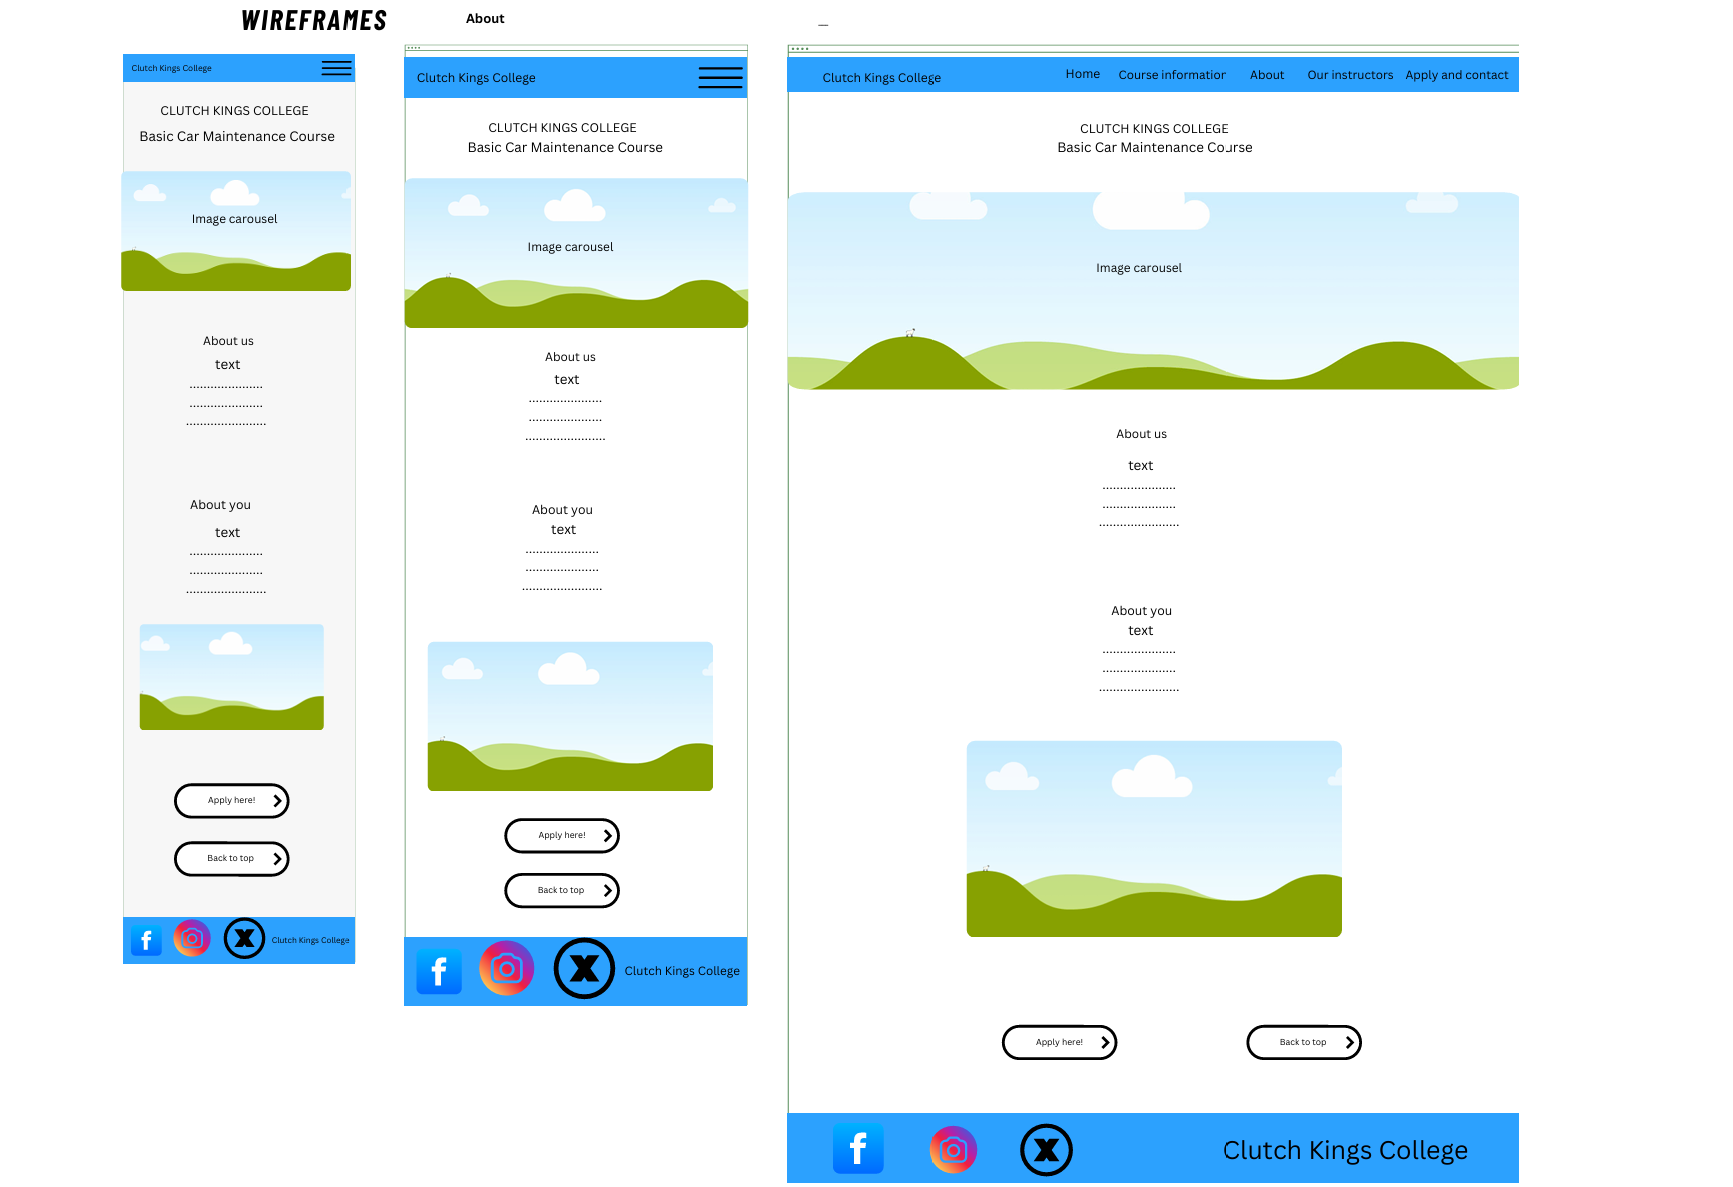 WIREFRAMES
About
Clutch Kings College
CLUTCH KINGS COLLEGE
Basic Car Maintenance Course
Image carousel
About us
text
.....................
.....................
.......................
About you
text
.....................
.....................
.......................
Apply here!
Back to top
f
X
Clutch Kings College
Clutch Kings College
CLUTCH KINGS COLLEGE
Basic Car Maintenance Course
Image carousel
About us
text
.....................
.....................
.......................
About you
text
.....................
.....................
.......................
Apply here!
Back to top
f
X
Clutch Kings College
Clutch Kings College Home Course information About Our instructors Apply and contact
CLUTCH KINGS COLLEGE
Basic Car Maintenance Course
Image carousel
About us
text
.....................
.....................
.......................
About you
text
.....................
.....................
.......................
Apply here! Back to top
f
X
Clutch Kings College